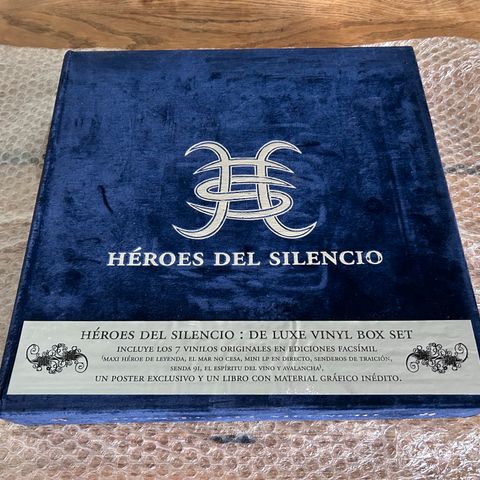 HÉROES DEL SILENCIO
HÉROES DEL SILENCIO : DE LUXE VINYL BOX SET
INCLUYE LOS 7 VINILOS ORIGINALES EN EDICIONES FACSÍMIL
(MAXI HÉROE DE LEYENDA, EL MAR NO CESA, MINI LP EN DIRECTO, SENDEROS DE TRAICIÓN,
SENDA 91, EL ESPÍRITU DEL VINO Y AVALANCHA),
UN POSTER EXCLUSIVO Y UN LIBRO CON MATERIAL GRÁFICO INÉDITO.